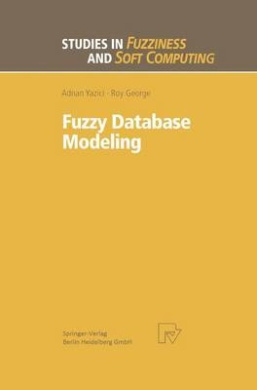 STUDIES IN FUZZINESS
AND SOFT COMPUTING
Adnan Yazici · Roy George
Fuzzy Database
Modeling
Springer-Verlag
Berlin Heidelberg GmbH